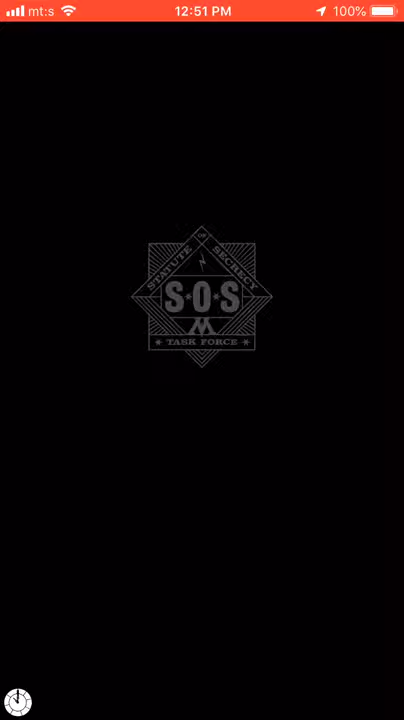 mt:s 12:51 PM 100%
OF
STATUTE SECRECY
S*O*S
M
* TASK FORCE *